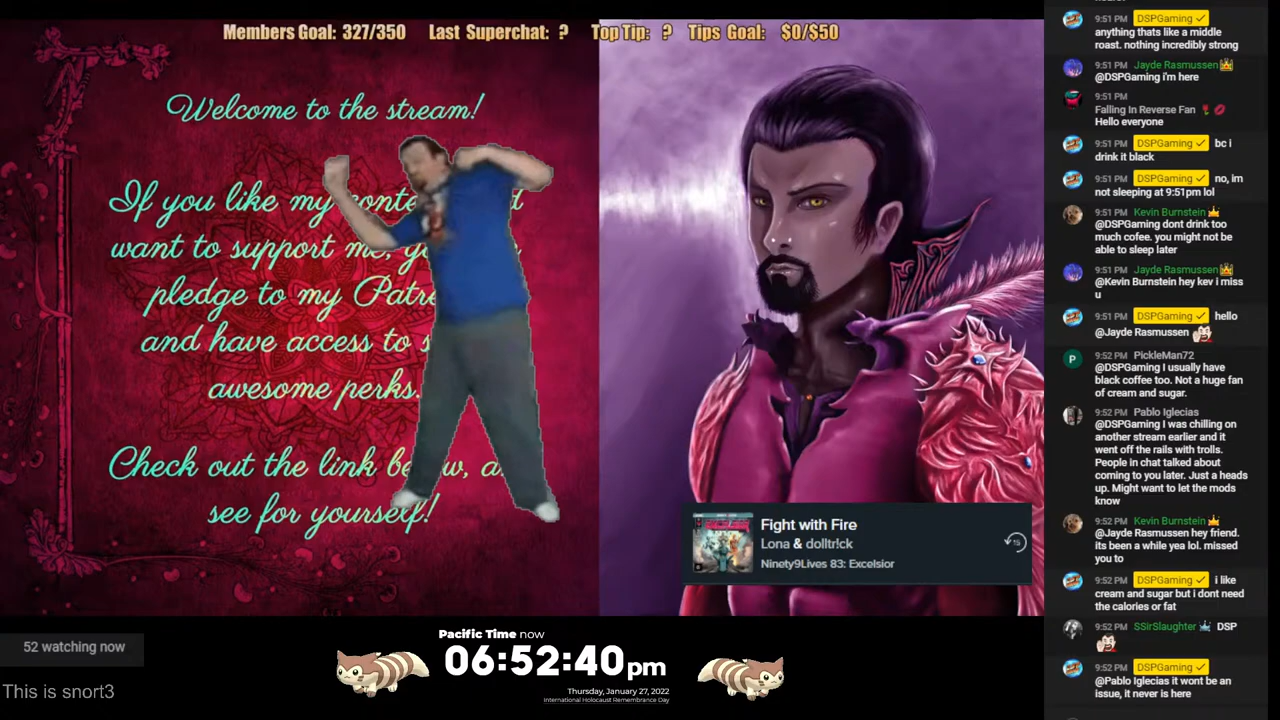 Members Goal: 327/350 Last Superchat: ? Top Tip: ? Tips Goal: $0/$50
Welcome to the stream!
If you like my
want to support me,
pledge to my
and have access to
awesome perks.
Check out the link
see for yourself!
Fight with Fire
Lona & dolltr!ck
Ninety9Lives 83: Excelsior
15
52 watching now
This is snort3
Pacific Time now
06:52:40pm
Thursday, January 27, 2022
International Holocaust Remembrance Day
9:51 PM DSPGaming ✓
anything thats like a middle
roast. nothing incredibly strong
9:51 PM Jayde Rasmussen
@DSPGaming i'm here
9:51 PM
Falling In Reverse Fan
Hello everyone
9:51 PM DSPGaming ✓ bc i
drink it black
9:51 PM DSPGaming ✓ no, im
not sleeping at 9:51pm lol
9:51 PM Kevin Burnstein
@DSPGaming dont drink too
much cofee. you might not be
able to sleep later
9:51 PM Jayde Rasmussen
@Kevin Burnstein hey kev i miss
u
9:51 PM DSPGaming ✓ hello
@Jayde Rasmussen
P 9:52 PM PickleMan72
@DSPGaming I usually have
black coffee too. Not a huge fan
of cream and sugar.
9:52 PM Pablo Iglecias
@DSPGaming I was chilling on
another stream earlier and it
went off the rails with trolls.
People in chat talked about
coming to you later. Just a heads
up. Might want to let the mods
know
9:52 PM Kevin Burnstein
@Jayde Rasmussen hey friend.
its been a while yea lol. missed
you to
9:52 PM DSPGaming ✓ i like
cream and sugar but i dont need
the calories or fat
9:52 PM SSirSlaughter DSP
9:52 PM DSPGaming ✓
@Pablo Iglecias it wont be an
issue, it never is here